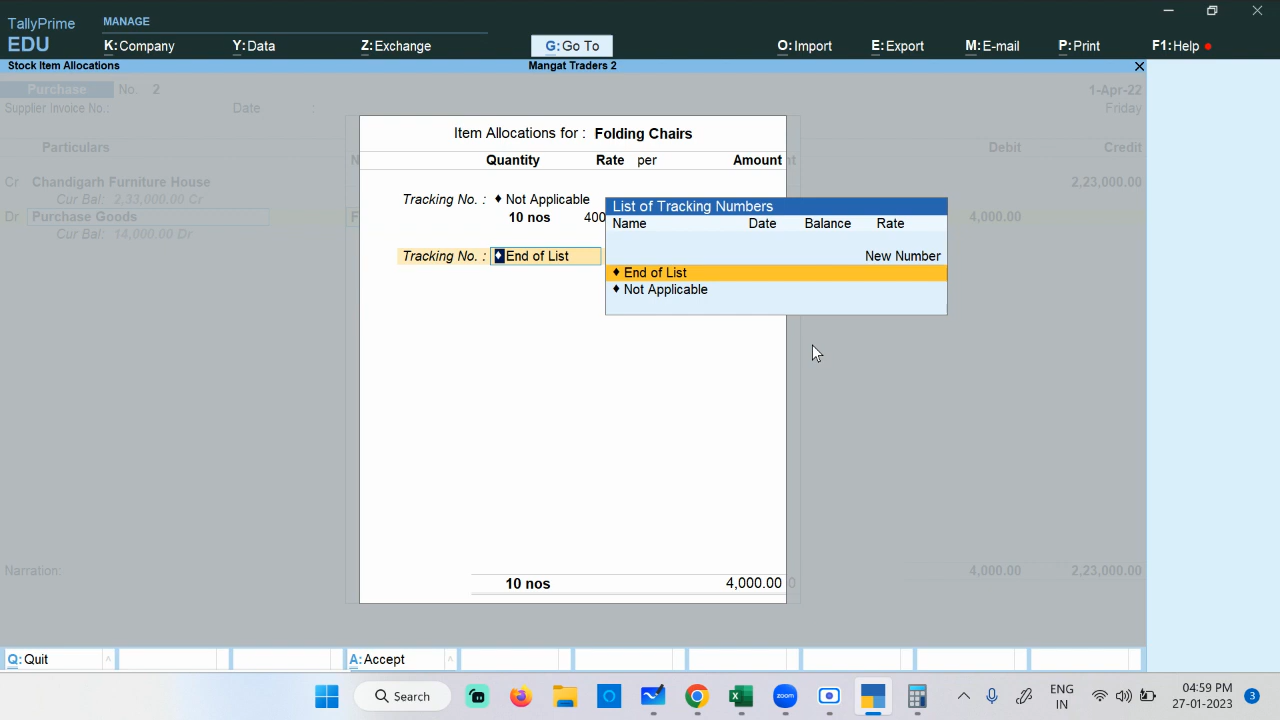 TallyPrime
EDU
MANAGE
K:Company
Y:Data
Z:Exchange
G:Go To
O:Import
E:Export
M:E-mail
P:Print
F1:Help
Stock Item Allocations
Mangat Traders 2
Purchase No. 2
1-Apr-22
Supplier Invoice No.:
Date :
Friday
Item Allocations for : Folding Chairs
Particulars
Debit
Credit
Quantity Rate per Amount
Cr Chandigarh Furniture House
2,23,000.00
Cur Bal: 2,33,000.00 Cr
Tracking No. : ♦ Not Applicable
Dr Purchase Goods
4,000.00
10 nos 400
Cur Bal: 14,000.00 Dr
Tracking No. : ♦ End of List
List of Tracking Numbers
Name Date Balance Rate
New Number
♦ End of List
♦ Not Applicable
Narration:
4,000.00 2,23,000.00
10 nos 4,000.00
Q:Quit
A:Accept
Search
ENG
IN
04:59 PM
27-01-2023
3